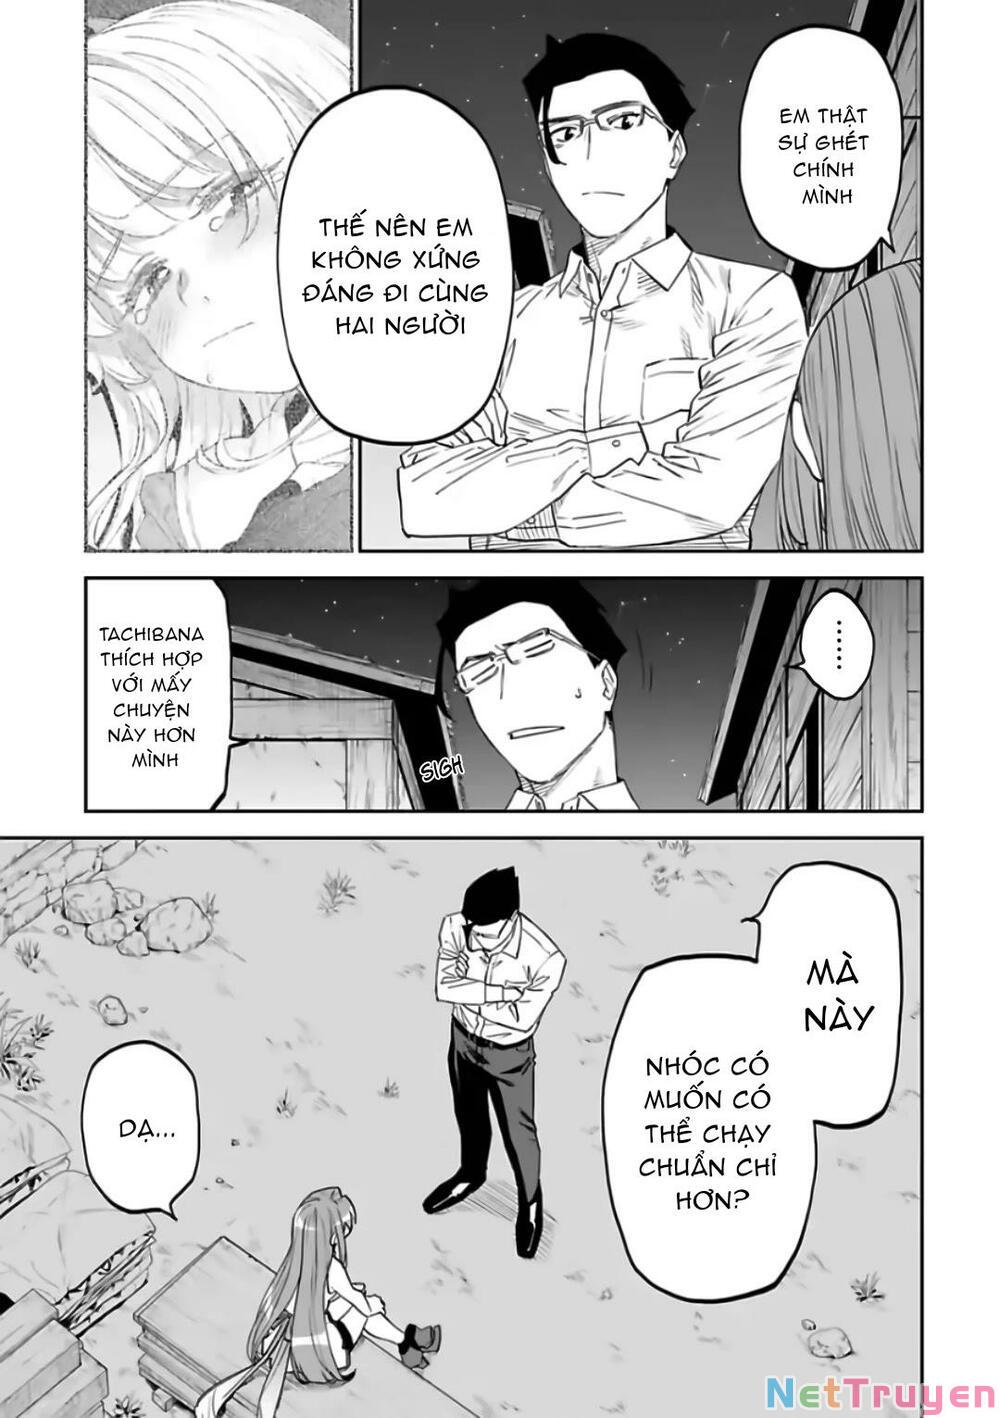 EM THẬT
SỰ GHÉT
CHÍNH
MÌNH
THẾ NÊN EM
KHÔNG XỨNG
ĐÁNG ĐI CÙNG
HAI NGƯỜI
.......
SIGH
TACHIBANA
THÍCH HỢP
VỚI MẤY
CHUYỆN
NÀY HƠN
MÌNH
MÀ
NÀY
NHÓC CÓ
MUỐN CÓ
THỂ CHẠY
CHUẨN CHỈ
HƠN?
DẠ...
NetTruyen